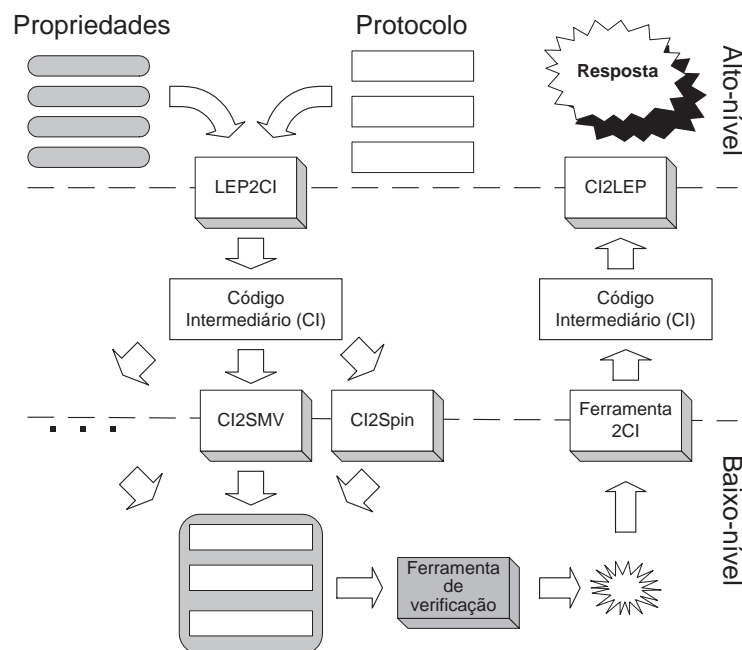 Propriedades
Protocolo
Resposta
Alto-nível
LEP2CI
CI2LEP
Código
Intermediário (CI)
Código
Intermediário (CI)
CI2SMV
CI2Spin
Ferramenta
2CI
Baixo-nível
Ferramenta
de
verificação